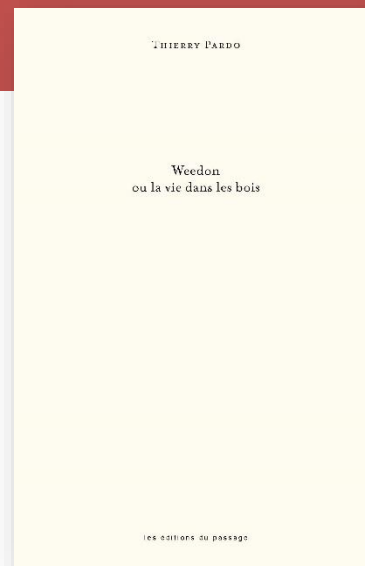 Thierry Pardo
Weedon
ou la vie dans les bois
les éditions du passage